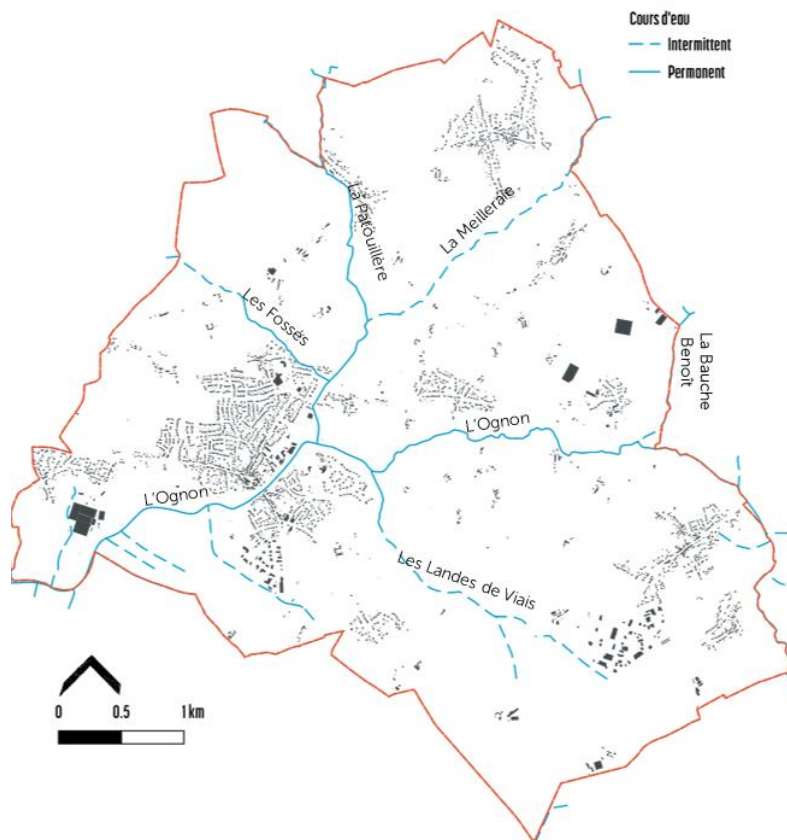 Cours d'eau
Intermittent
Permanent
La Patouillère
La Meilleraie
Les Fossés
La Bauche
Benoît
L'Ognon
L'Ognon
Les Landes de Viais
0 0.5 1 km